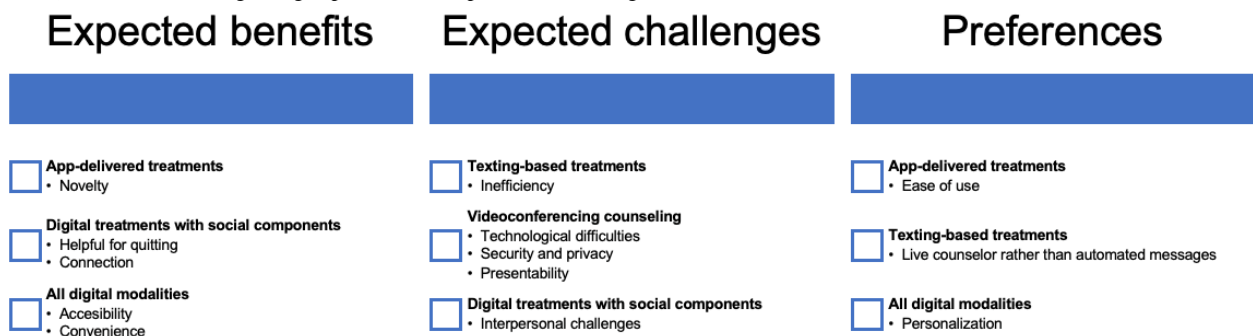 Expected benefits
App-delivered treatments
• Novelty
Digital treatments with social components
• Helpful for quitting
• Connection
All digital modalities
• Accesibility
• Convenience
Expected challenges
Texting-based treatments
• Inefficiency
Videoconferencing counseling
• Technological difficulties
• Security and privacy
• Presentability
Digital treatments with social components
• Interpersonal challenges
Preferences
App-delivered treatments
• Ease of use
Texting-based treatments
• Live counselor rather than automated messages
All digital modalities
• Personalization